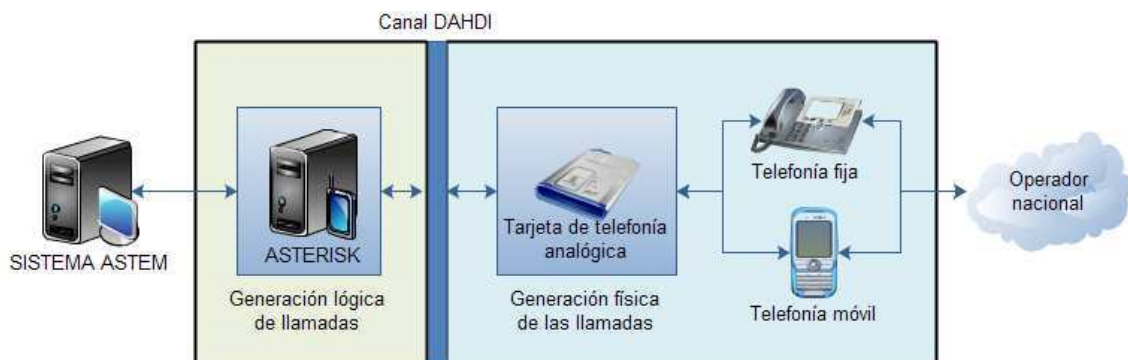 Canal DAHDI
SISTEMA ASTEM
ASTERISK
Generación lógica
de llamadas
Tarjeta de telefonía
analógica
Generación física
de las llamadas
Telefonía fija
Telefonía móvil
Operador
nacional